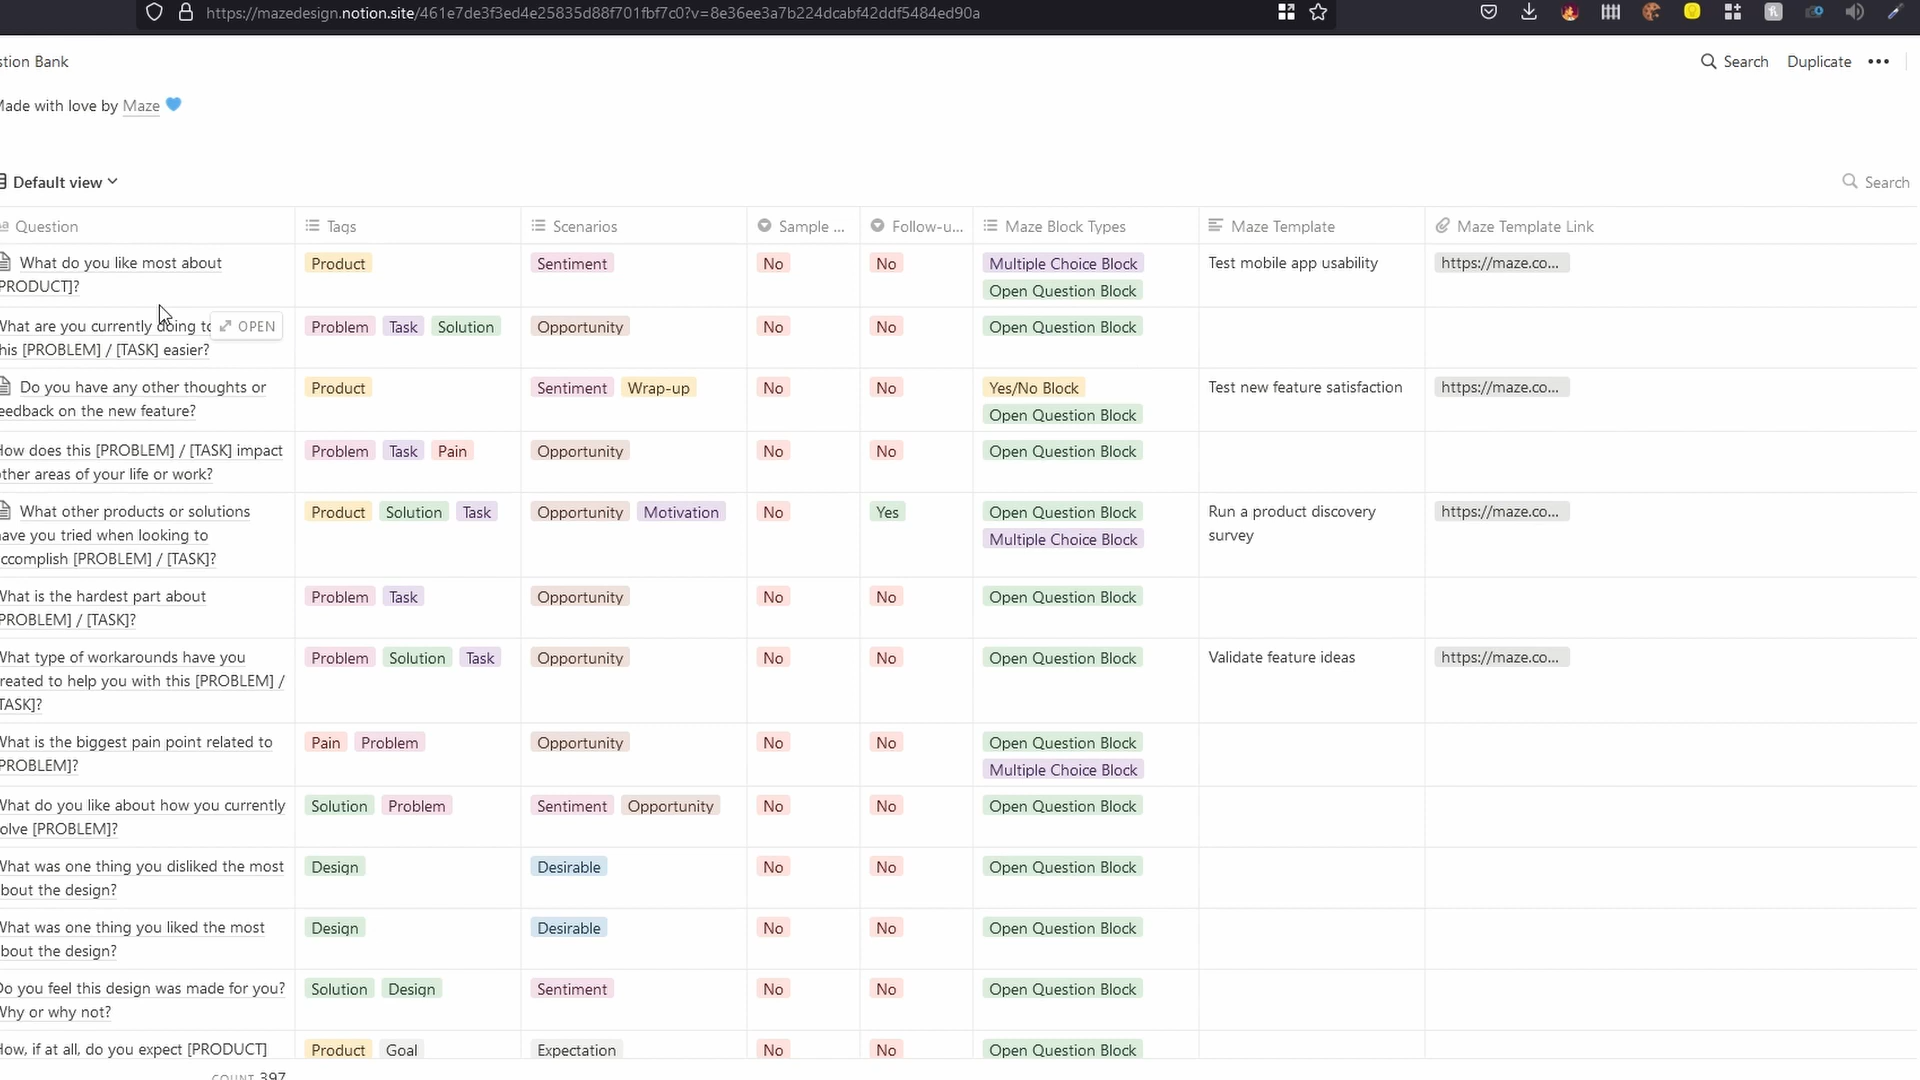 https://mazedesign.notion.site/461e7de3f3ed4e25835d88f701fbf7c0?v=8e36ee3a7b224dcabf42ddf5484ed90a
stion Bank
Search
Duplicate
•••
Made with love by Maze
Default view
Search
Question
Tags
Scenarios
Sample ...
Follow-u...
Maze Block Types
Maze Template
Maze Template Link
What do you like most about
PRODUCT]?
Product
Sentiment
No
No
Multiple Choice Block
Open Question Block
Test mobile app usability
https://maze.co...
What are you currently doing to
his [PROBLEM] / [TASK] easier?
OPEN
Problem Task Solution
Opportunity
No
No
Open Question Block
Do you have any other thoughts or
eedback on the new feature?
Product
Sentiment Wrap-up
No
No
Yes/No Block
Open Question Block
Test new feature satisfaction
https://maze.co...
How does this [PROBLEM] / [TASK] impact
other areas of your life or work?
Problem Task Pain
Opportunity
No
No
Open Question Block
What other products or solutions
have you tried when looking to
ccomplish [PROBLEM] / [TASK]?
Product Solution Task
Opportunity Motivation
No
Yes
Open Question Block
Multiple Choice Block
Run a product discovery
survey
https://maze.co...
What is the hardest part about
PROBLEM] / [TASK]?
Problem Task
Opportunity
No
No
Open Question Block
What type of workarounds have you
reated to help you with this [PROBLEM] /
TASK]?
Problem Solution Task
Opportunity
No
No
Open Question Block
Validate feature ideas
https://maze.co...
What is the biggest pain point related to
PROBLEM]?
Pain Problem
Opportunity
No
No
Open Question Block
Multiple Choice Block
What do you like about how you currently
olve [PROBLEM]?
Solution Problem
Sentiment Opportunity
No
No
Open Question Block
What was one thing you disliked the most
bout the design?
Design
Desirable
No
No
Open Question Block
What was one thing you liked the most
bout the design?
Design
Desirable
No
No
Open Question Block
Do you feel this design was made for you?
Why or why not?
Solution Design
Sentiment
No
No
Open Question Block
How, if at all, do you expect [PRODUCT]
Product Goal
Expectation
No
No
Open Question Block
COUNT 397